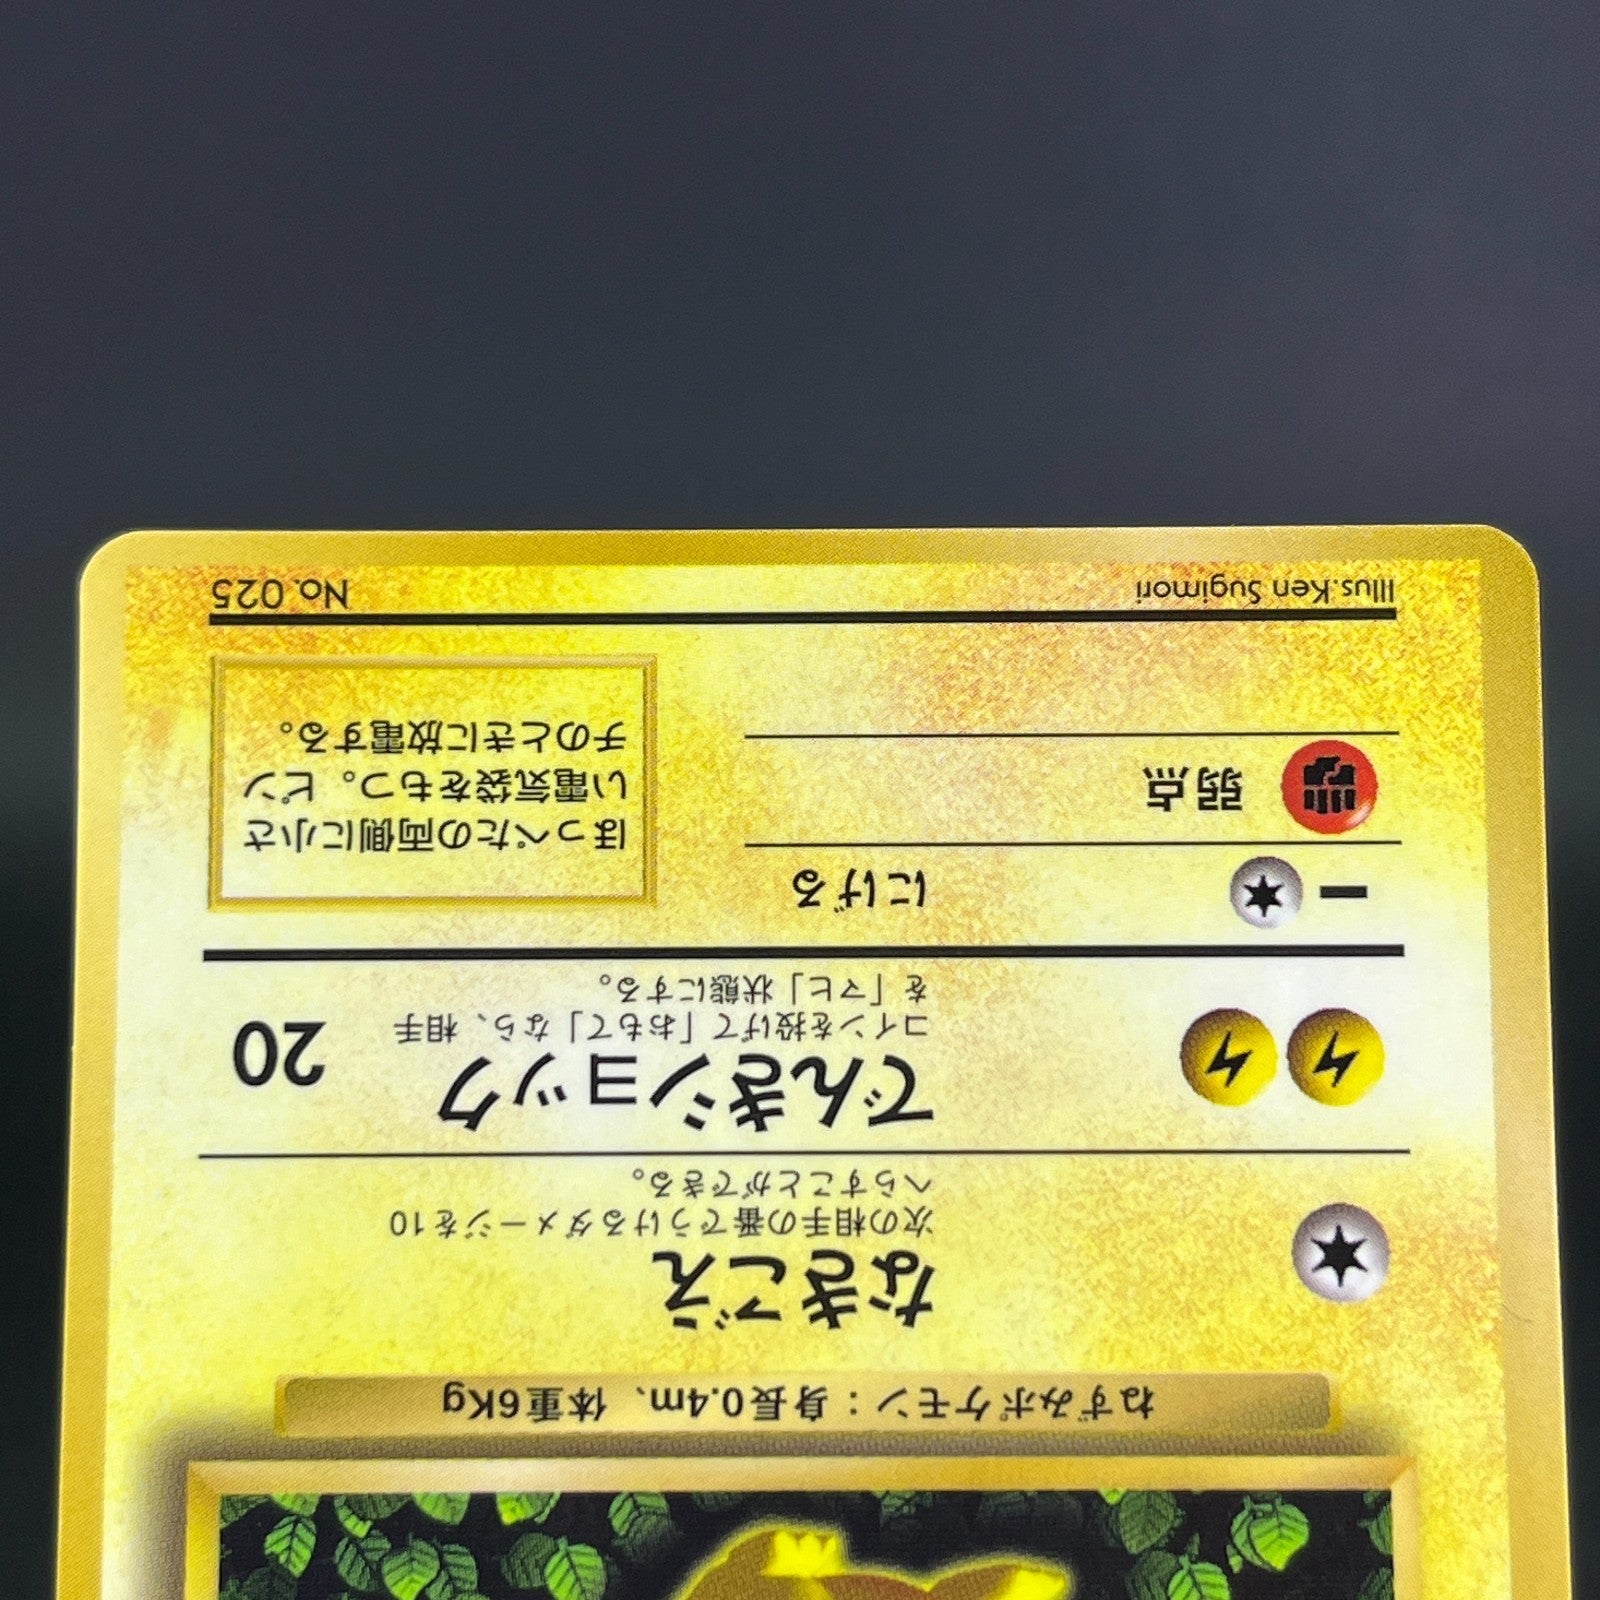 ねずみポケモン：身長0.4m、体重6Kg
なきごえ
次の相手の番でうけるダメージを10
へらすことができる。
でんきショック
コインを投げて「おもて」なら、相手
を「マヒ」状態にする。
20
にげる
弱点
ほっぺたの両側に小さ
い電気袋をもつ。ピン
チのときに放電する。
Illus.Ken Sugimori
No. 025